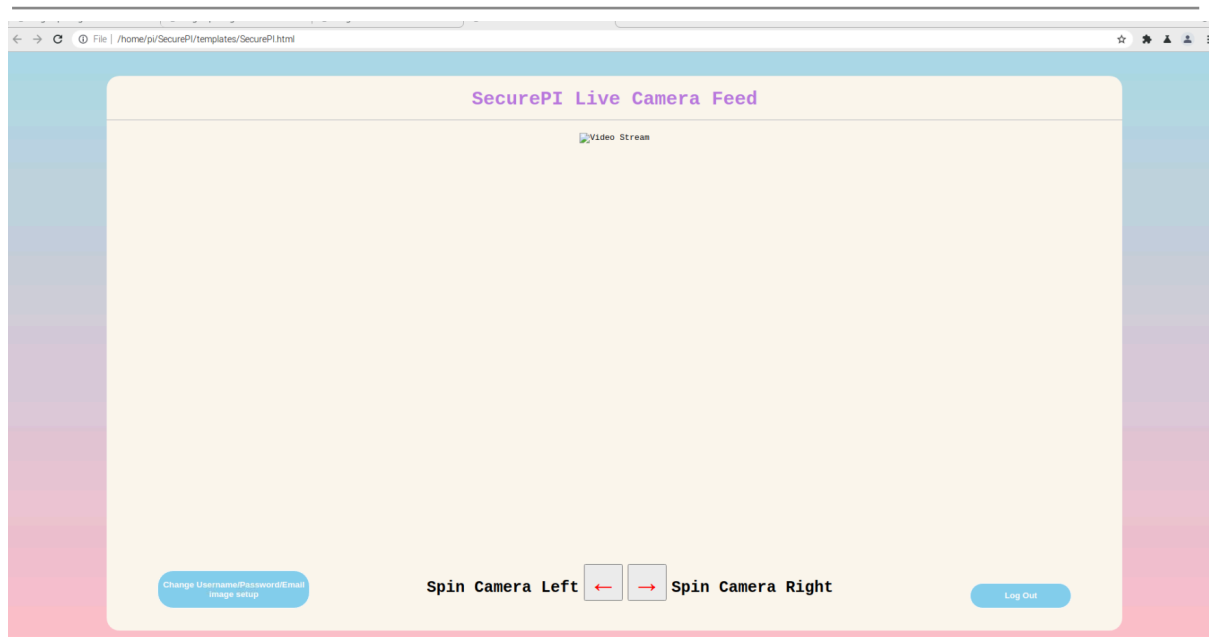 File | /home/pi/SecurePI/templates/SecurePI.html
SecurePI Live Camera Feed
Video Stream
Change Username/Password/Email
image setup
Spin Camera Left ← → Spin Camera Right
Log Out